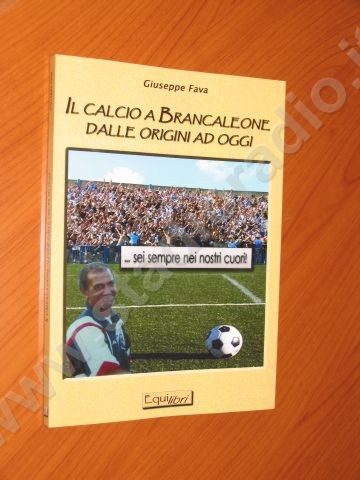 Giuseppe Fava
IL CALCIO A BRANCALEONE
DALLE ORIGINI AD OGGI
... sei sempre nei nostri cuori!
Equilibri